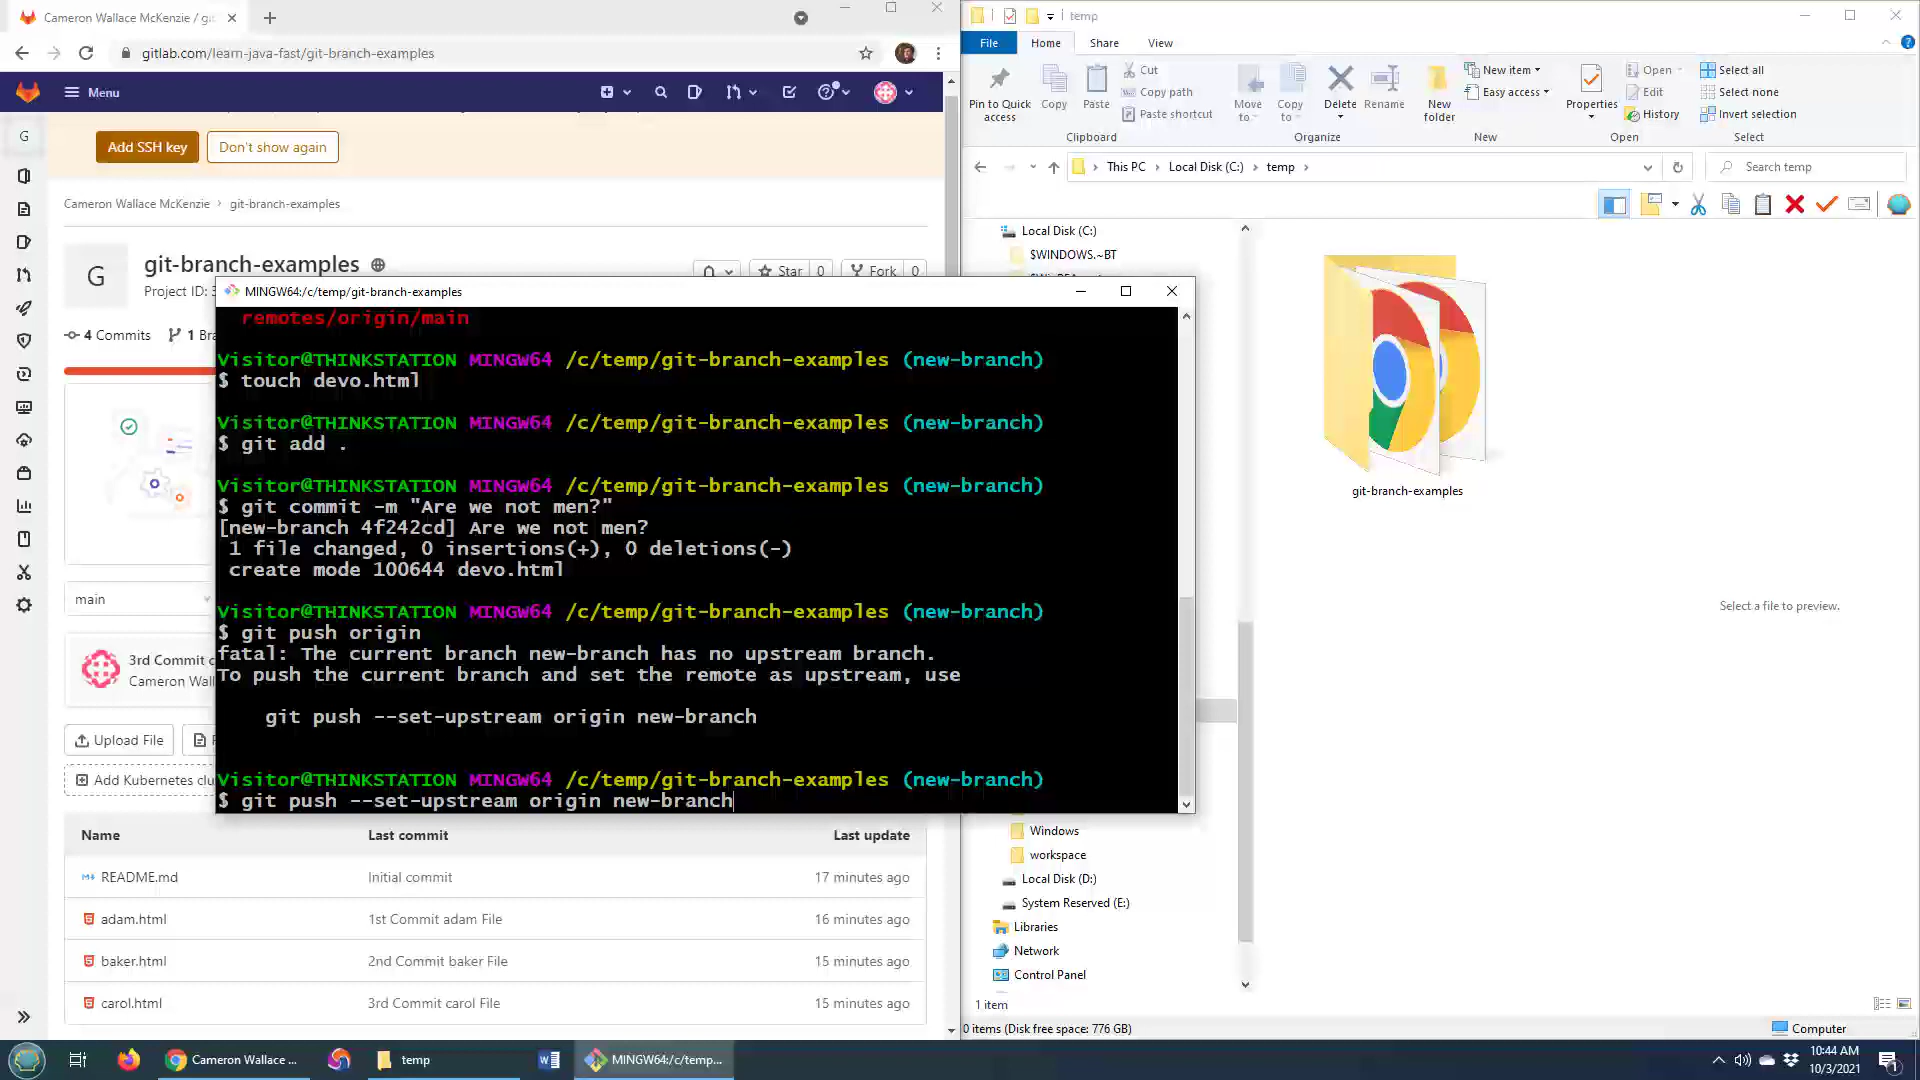 Cameron Wallace McKenzie / git
gitlab.com/learn-java-fast/git-branch-examples
Menu
G
Add SSH key
Don't show again
Cameron Wallace McKenzie › git-branch-examples
G
git-branch-examples
Project ID:
Star 0
Fork 0
4 Commits
1 Bra
main
3rd Commit c
Cameron Wallac
Upload File
Add Kubernetes clu
MINGW64:/c/temp/git-branch-examples
remotes/origin/main
Visitor@THINKSTATION MINGW64 /c/temp/git-branch-examples (new-branch)
$ touch devo.html
Visitor@THINKSTATION MINGW64 /c/temp/git-branch-examples (new-branch)
$ git add .
Visitor@THINKSTATION MINGW64 /c/temp/git-branch-examples (new-branch)
$ git commit -m "Are we not men?"
[new-branch 4f242cd] Are we not men?
1 file changed, 0 insertions(+), 0 deletions(-)
create mode 100644 devo.html
Visitor@THINKSTATION MINGW64 /c/temp/git-branch-examples (new-branch)
$ git push origin
fatal: The current branch new-branch has no upstream branch.
To push the current branch and set the remote as upstream, use
git push --set-upstream origin new-branch
Visitor@THINKSTATION MINGW64 /c/temp/git-branch-examples (new-branch)
$ git push --set-upstream origin new-branch
Name Last commit Last update
README.md Initial commit 17 minutes ago
adam.html 1st Commit adam File 16 minutes ago
baker.html 2nd Commit baker File 15 minutes ago
carol.html 3rd Commit carol File 15 minutes ago
temp
File Home Share View
Pin to Quick access
Copy
Paste
Cut
Copy path
Paste shortcut
Clipboard
Move to
Copy to
Delete
Rename
Organize
New folder
New item
Easy access
New
Properties
Open
Edit
History
Open
Select all
Select none
Invert selection
Select
This PC › Local Disk (C:) › temp ›
Search temp
Local Disk (C:)
$WINDOWS.~BT
Windows
workspace
Local Disk (D:)
System Reserved (E:)
Libraries
Network
Control Panel
git-branch-examples
Select a file to preview.
1 item
0 items (Disk free space: 776 GB)
Computer
Cameron Wallace ...
temp
MINGW64:/c/temp...
10:44 AM
10/3/2021
1